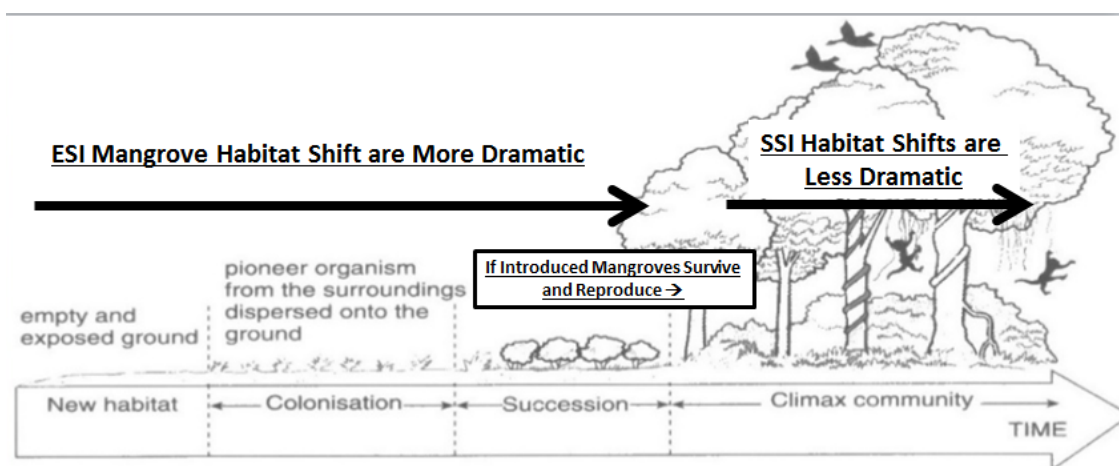 ESI Mangrove Habitat Shift are More Dramatic
SSI Habitat Shifts are
Less Dramatic
If Introduced Mangroves Survive
and Reproduce →
pioneer organism
from the surroundings
dispersed onto the
ground
empty and
exposed ground
New habitat
Colonisation
Succession
Climax community
TIME